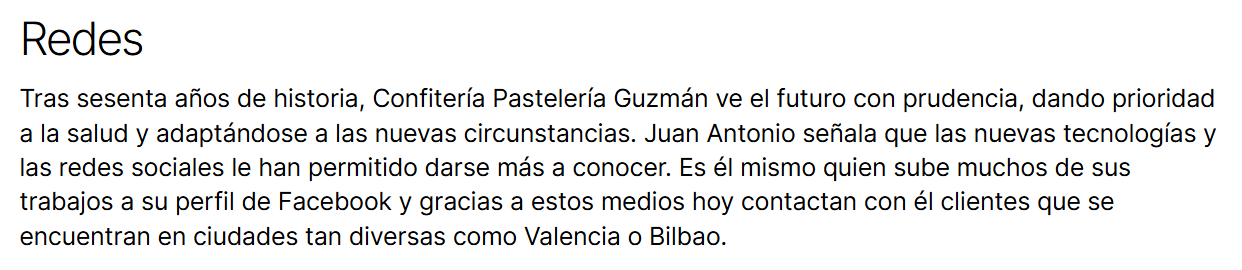 Redes
Tras sesenta años de historia, Confitería Pastelería Guzmán ve el futuro con prudencia, dando prioridad
a la salud y adaptándose a las nuevas circunstancias. Juan Antonio señala que las nuevas tecnologías y
las redes sociales le han permitido darse más a conocer. Es él mismo quien sube muchos de sus
trabajos a su perfil de Facebook y gracias a estos medios hoy contactan con él clientes que se
encuentran en ciudades tan diversas como Valencia o Bilbao.